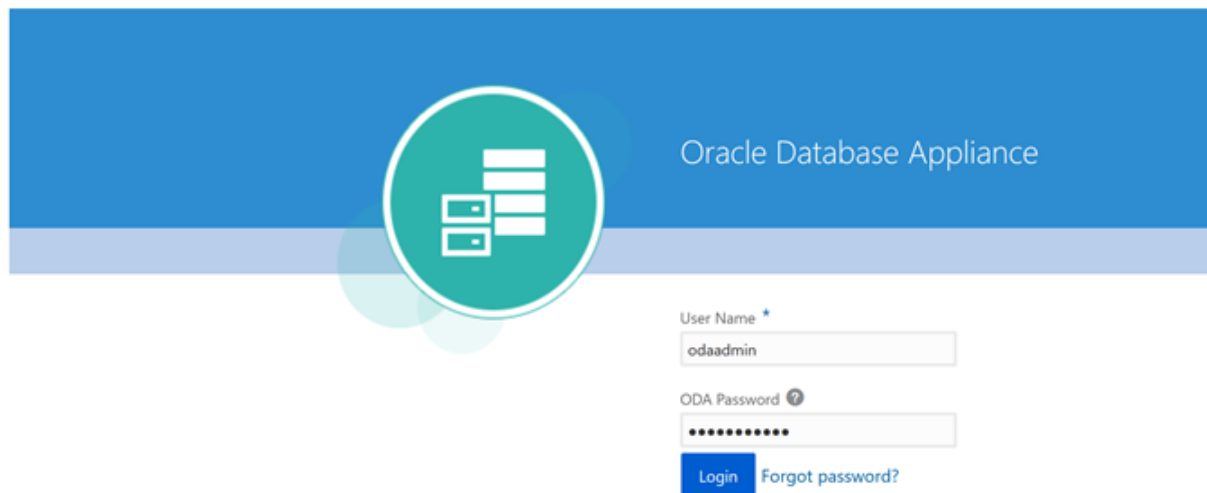 Oracle Database Appliance
User Name *
odaadmin
ODA Password ?
●●●●●●●●●●●
Login Forgot password?